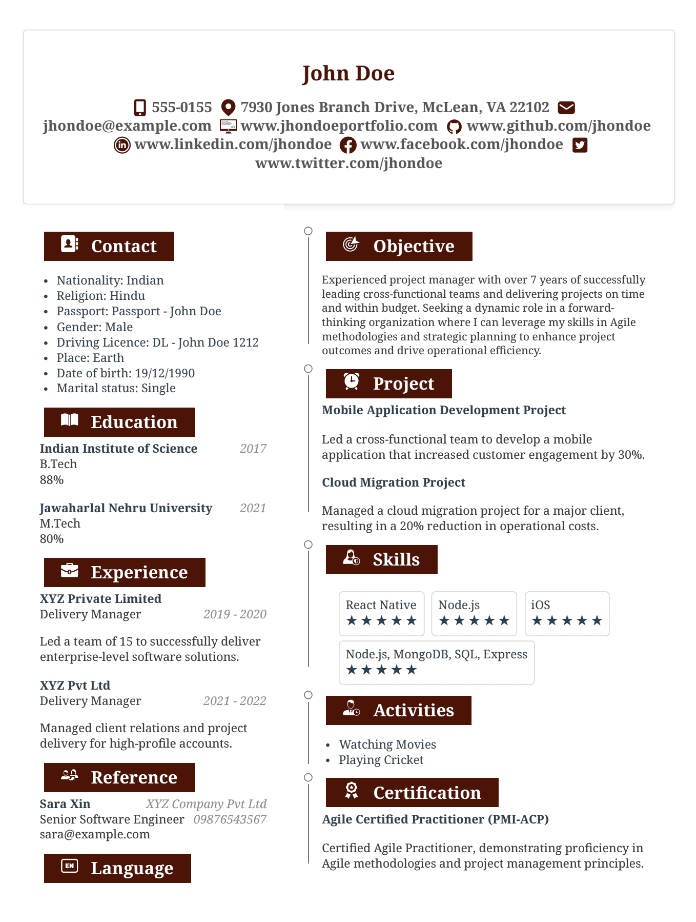 John Doe
555-0155 7930 Jones Branch Drive, McLean, VA 22102
jhondoe@example.com www.jhondoeportfolio.com www.github.com/jhondoe
www.linkedin.com/jhondoe www.facebook.com/jhondoe
www.twitter.com/jhondoe
Contact
• Nationality: Indian
• Religion: Hindu
• Passport: Passport - John Doe
• Gender: Male
• Driving Licence: DL - John Doe 1212
• Place: Earth
• Date of birth: 19/12/1990
• Marital status: Single
Education
Indian Institute of Science 2017
B.Tech
88%
Jawaharlal Nehru University 2021
M.Tech
80%
Experience
XYZ Private Limited
Delivery Manager 2019 - 2020
Led a team of 15 to successfully deliver
enterprise-level software solutions.
XYZ Pvt Ltd
Delivery Manager 2021 - 2022
Managed client relations and project
delivery for high-profile accounts.
Reference
Sara Xin XYZ Company Pvt Ltd
Senior Software Engineer 09876543567
sara@example.com
EN Language
Objective
Experienced project manager with over 7 years of successfully
leading cross-functional teams and delivering projects on time
and within budget. Seeking a dynamic role in a forward-
thinking organization where I can leverage my skills in Agile
methodologies and strategic planning to enhance project
outcomes and drive operational efficiency.
Project
Mobile Application Development Project
Led a cross-functional team to develop a mobile
application that increased customer engagement by 30%.
Cloud Migration Project
Managed a cloud migration project for a major client,
resulting in a 20% reduction in operational costs.
Skills
React Native Node.js iOS
★★★★★ ★★★★★ ★★★★★
Node.js, MongoDB, SQL, Express
★★★★★
Activities
• Watching Movies
• Playing Cricket
Certification
Agile Certified Practitioner (PMI-ACP)
Certified Agile Practitioner, demonstrating proficiency in
Agile methodologies and project management principles.